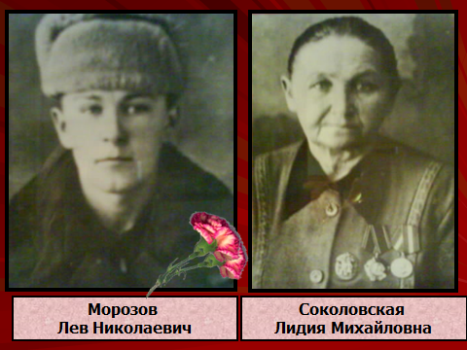 Морозов
Лев Николаевич
Соколовская
Лидия Михайловна